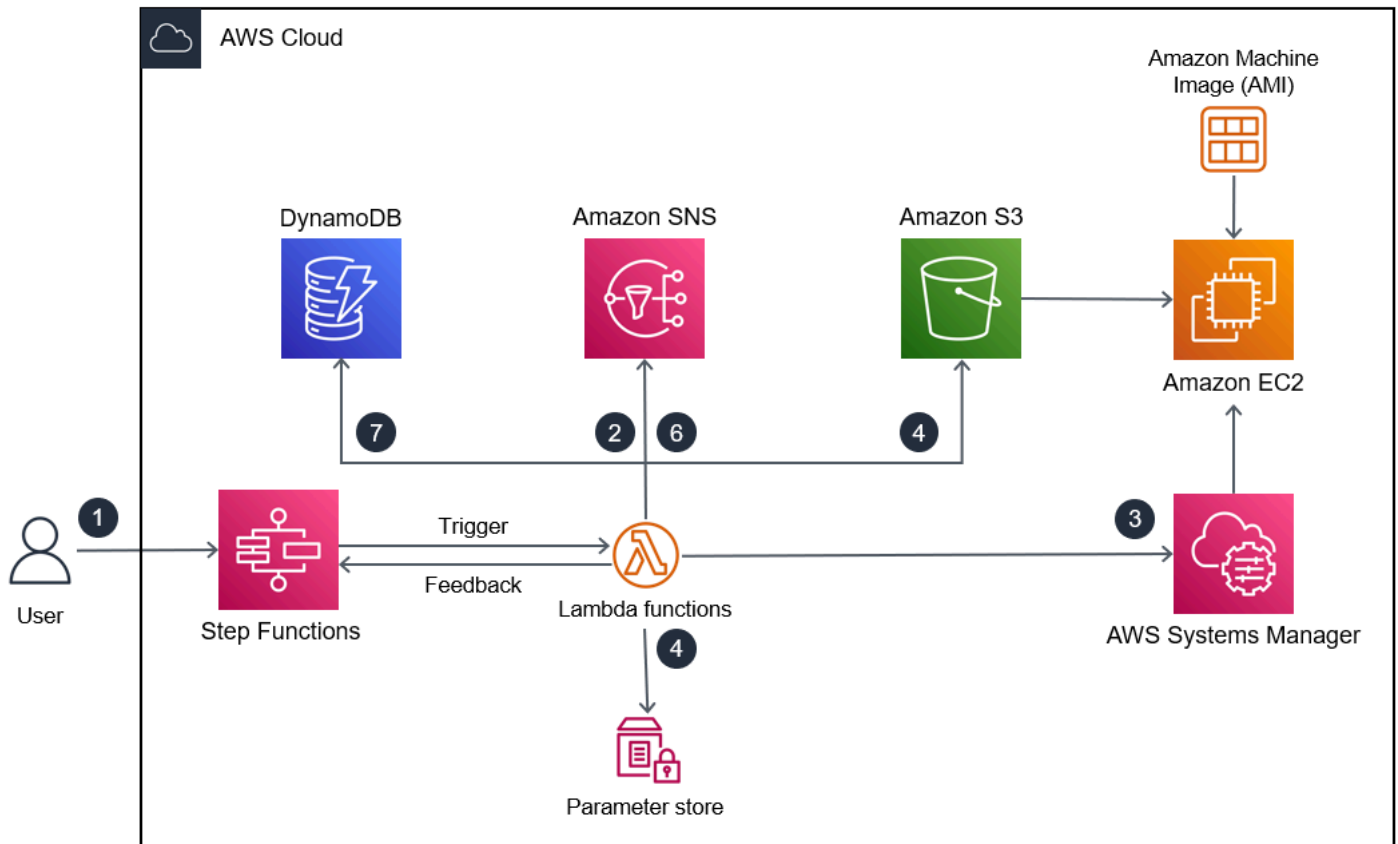 AWS Cloud
Amazon Machine
Image (AMI)
DynamoDB
Amazon SNS
Amazon S3
Amazon EC2
7
2
6
4
1
Trigger
3
Feedback
User
Step Functions
Lambda functions
AWS Systems Manager
4
Parameter store